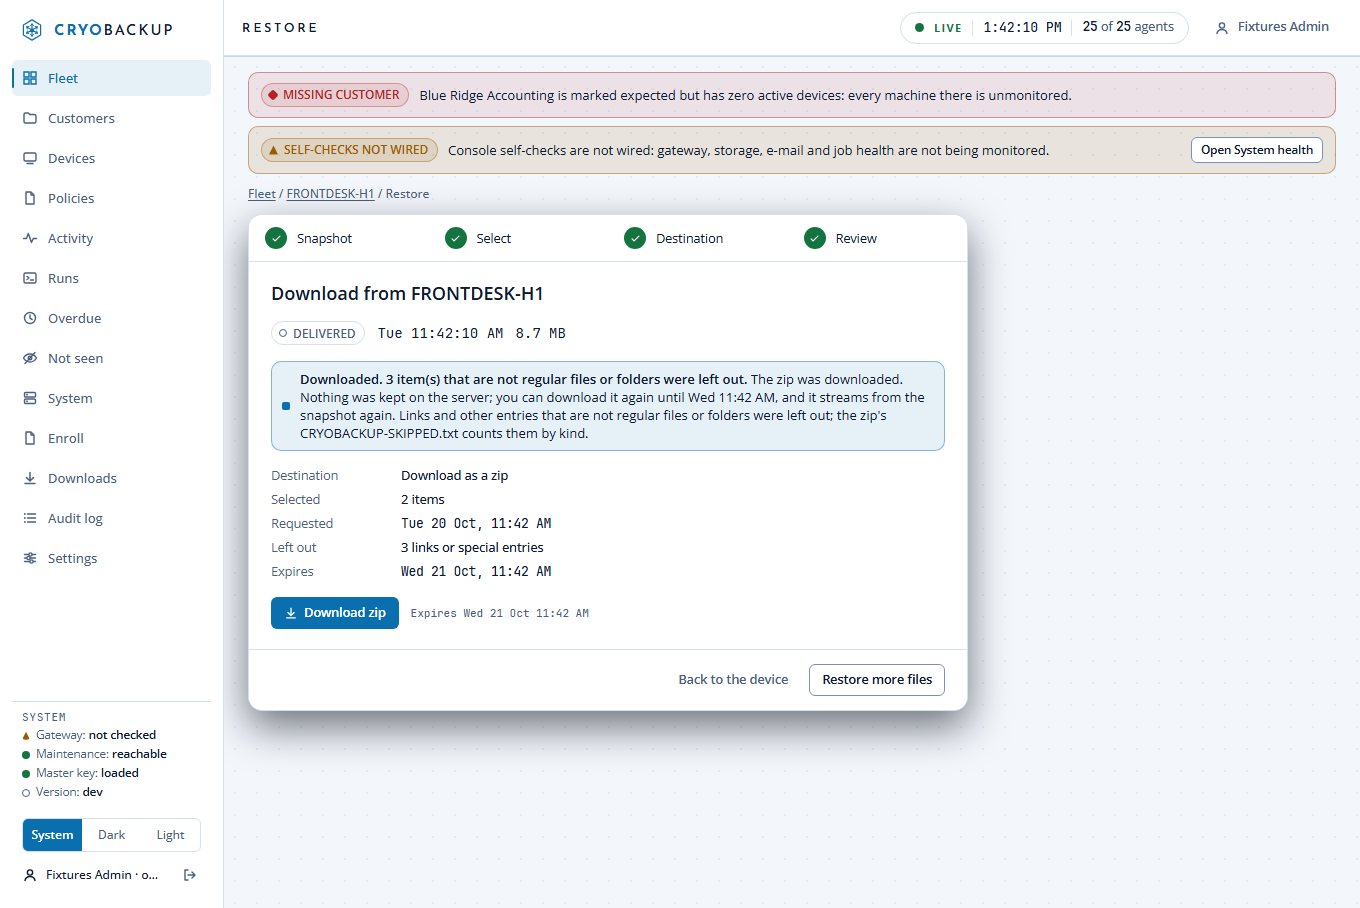 CRYOBACKUP
RESTORE
LIVE 1:42:10 PM 25 of 25 agents
Fixtures Admin
Fleet
Customers
Devices
Policies
Activity
Runs
Overdue
Not seen
System
Enroll
Downloads
Audit log
Settings
SYSTEM
Gateway: not checked
Maintenance: reachable
Master key: loaded
Version: dev
System Dark Light
Fixtures Admin · o...
MISSING CUSTOMER Blue Ridge Accounting is marked expected but has zero active devices: every machine there is unmonitored.
SELF-CHECKS NOT WIRED Console self-checks are not wired: gateway, storage, e-mail and job health are not being monitored. Open System health
Fleet / FRONTDESK-H1 / Restore
Snapshot Select Destination Review
Download from FRONTDESK-H1
DELIVERED Tue 11:42:10 AM 8.7 MB
Downloaded. 3 item(s) that are not regular files or folders were left out. The zip was downloaded.
Nothing was kept on the server; you can download it again until Wed 11:42 AM, and it streams from the
snapshot again. Links and other entries that are not regular files or folders were left out; the zip's
CRYOBACKUP-SKIPPED.txt counts them by kind.
Destination Download as a zip
Selected 2 items
Requested Tue 20 Oct, 11:42 AM
Left out 3 links or special entries
Expires Wed 21 Oct, 11:42 AM
Download zip Expires Wed 21 Oct 11:42 AM
Back to the device Restore more files